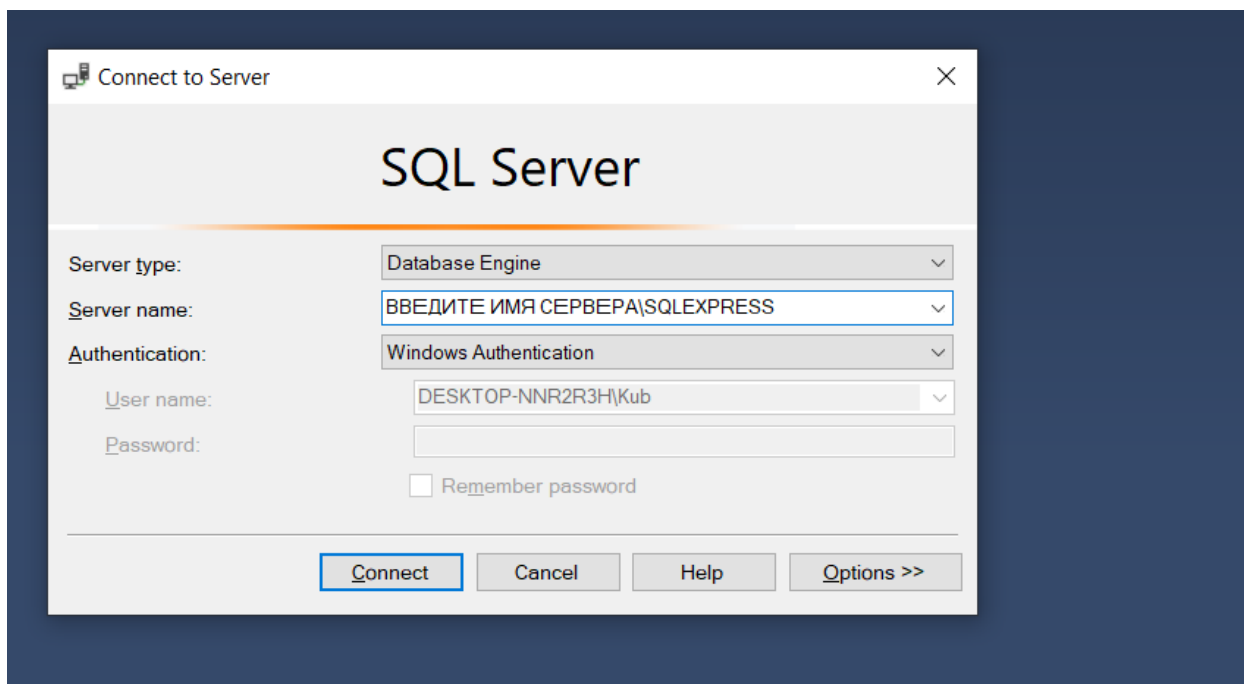 Connect to Server
SQL Server
Server type: Database Engine
Server name: ВВЕДИТЕ ИМЯ СЕРВЕРА\SQLEXPRESS
Authentication: Windows Authentication
User name: DESKTOP-NNR2R3H\Kub
Password:
Remember password
Connect Cancel Help Options >>